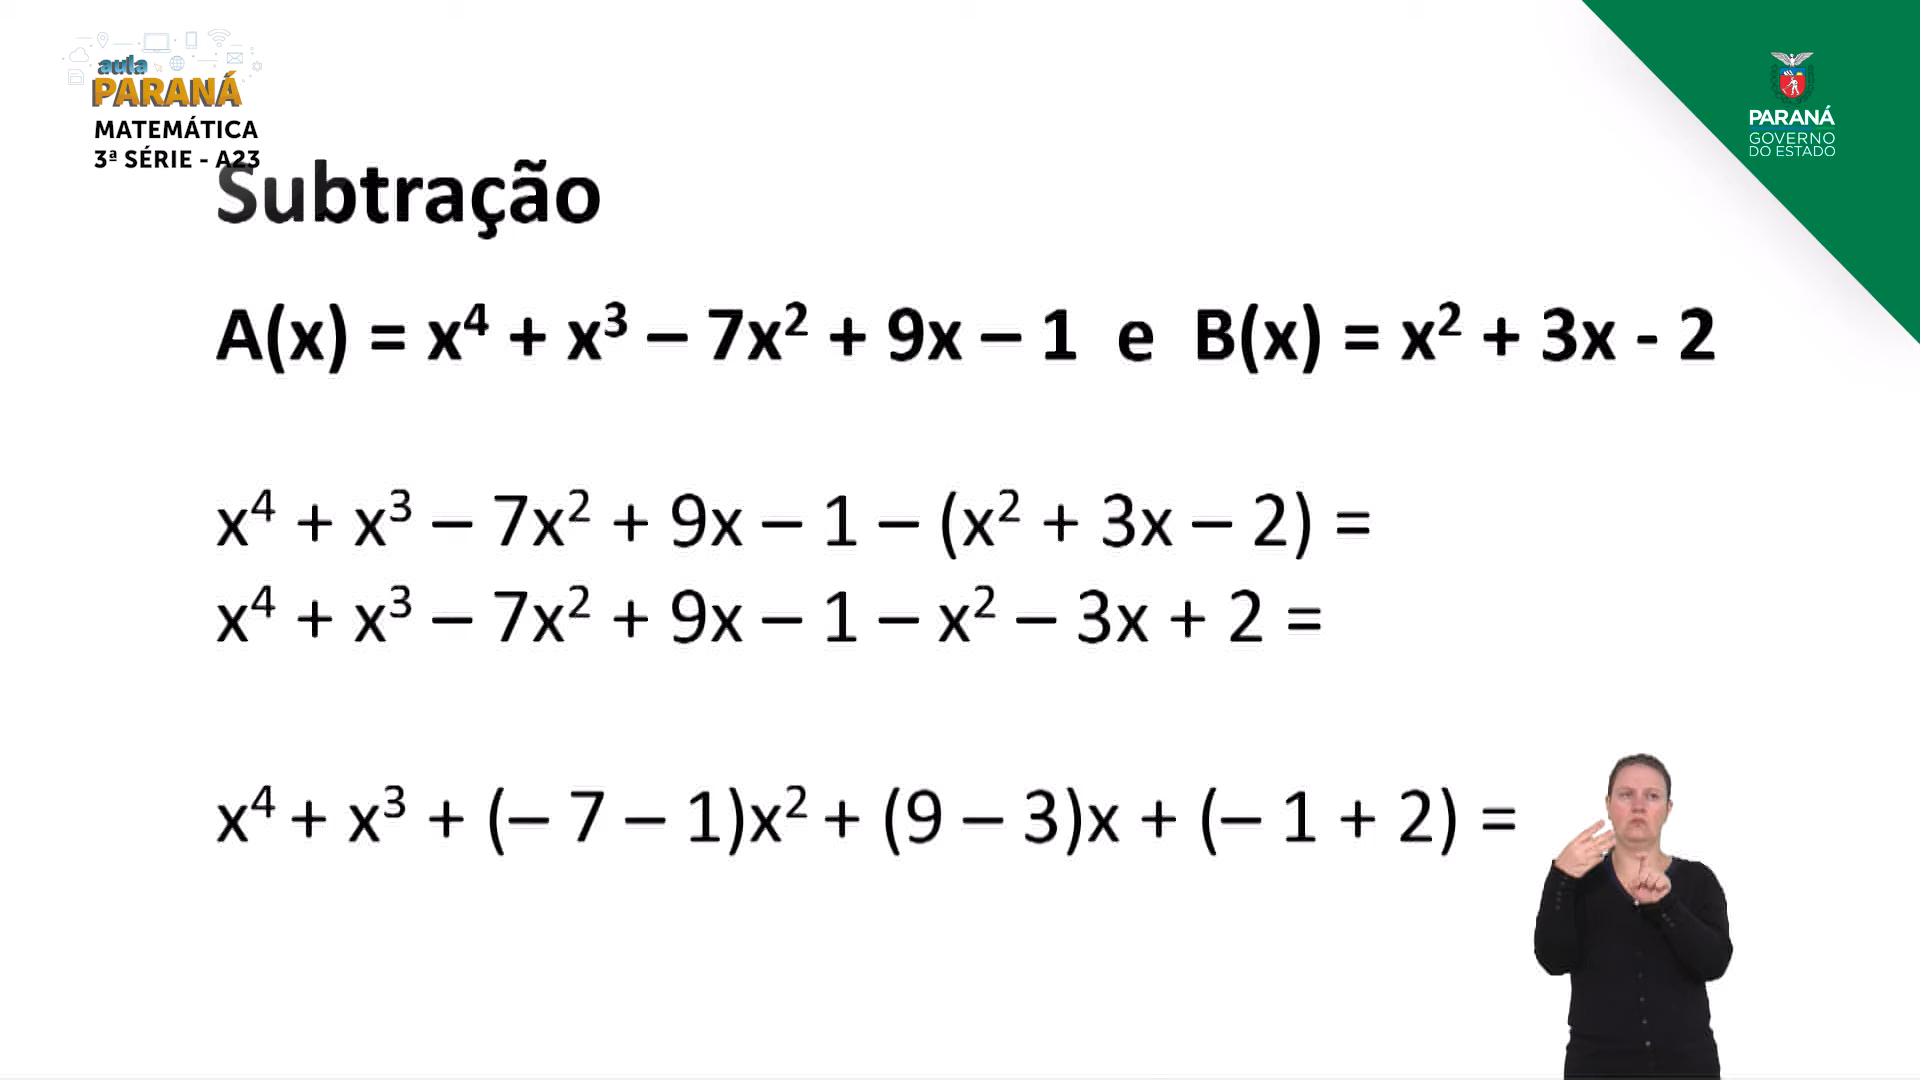 aula
PARANÁ
MATEMÁTICA
3ª SÉRIE - A23
PARANÁ
GOVERNO
DO ESTADO
Subtração
A(x) = x⁴ + x³ – 7x² + 9x – 1 e B(x) = x² + 3x - 2
x⁴ + x³ – 7x² + 9x – 1 – (x² + 3x – 2) =
x⁴ + x³ – 7x² + 9x – 1 – x² – 3x + 2 =
x⁴ + x³ + (– 7 – 1)x² + (9 – 3)x + (– 1 + 2) =